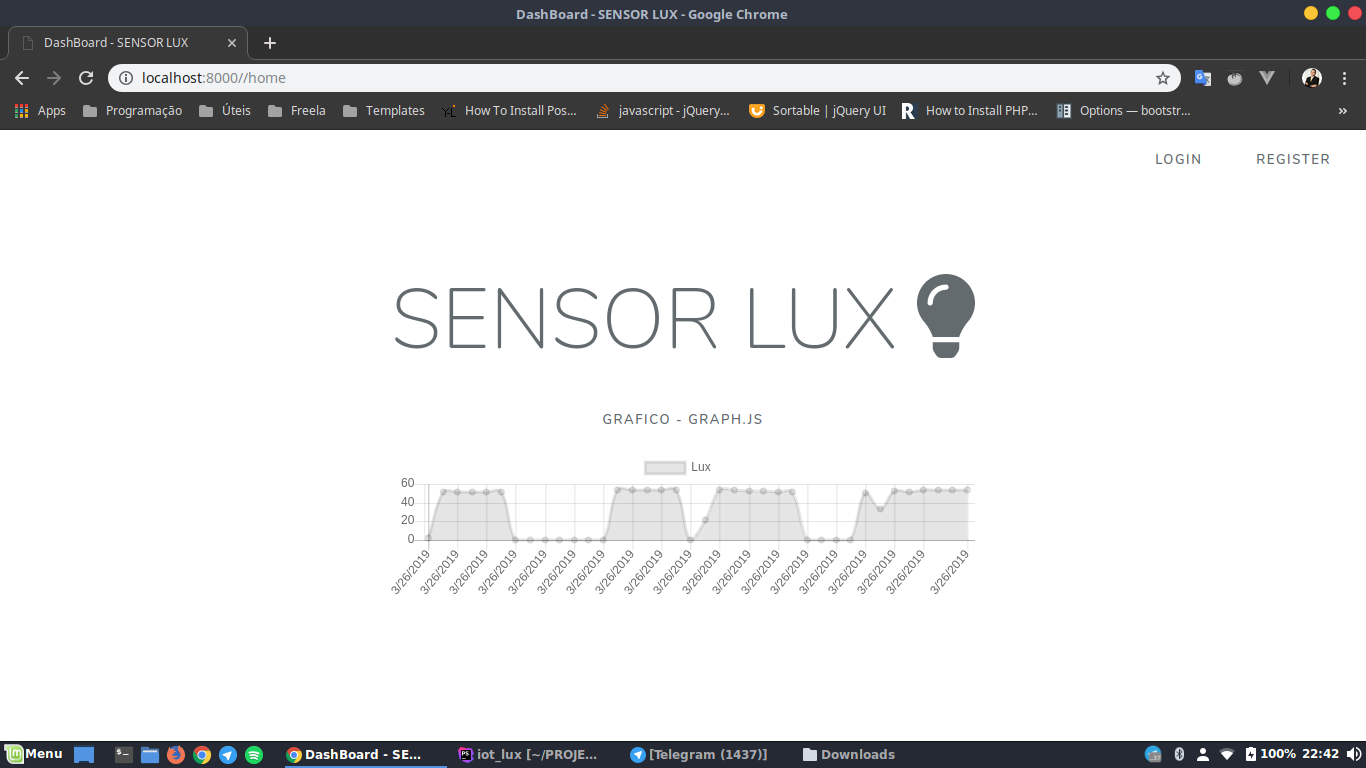 DashBoard - SENSOR LUX - Google Chrome
DashBoard - SENSOR LUX
localhost:8000//home
Apps Programação Úteis Freela Templates How To Install Pos... javascript - jQuery... Sortable | jQuery UI How to Install PHP... Options — bootstr... »
LOGIN REGISTER
SENSOR LUX
GRAFICO - GRAPH.JS
Lux
60
40
20
0
3/26/2019 3/26/2019 3/26/2019 3/26/2019 3/26/2019 3/26/2019 3/26/2019 3/26/2019 3/26/2019 3/26/2019 3/26/2019 3/26/2019 3/26/2019 3/26/2019 3/26/2019 3/26/2019 3/26/2019 3/26/2019 3/26/2019
Menu DashBoard - SE... iot_lux [~/PROJE... [Telegram (1437)] Downloads 100% 22:42